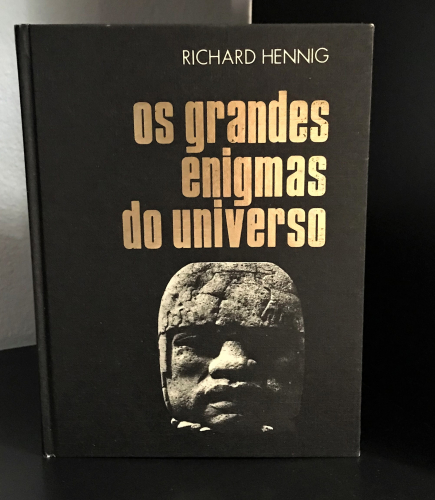 RICHARD HENNIG
os grandes
enigmas
do universo